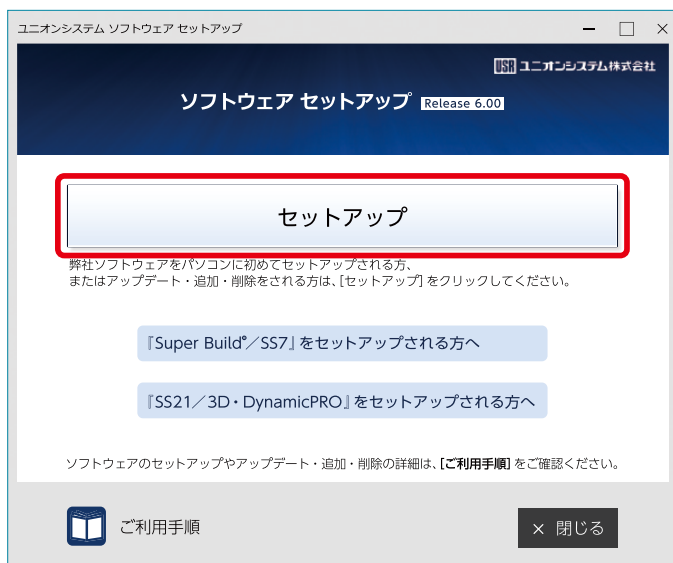 ユニオンシステム ソフトウェア セットアップ
USR ユニオンシステム株式会社
ソフトウェア セットアップ Release 6.00
セットアップ
弊社ソフトウェアをパソコンに初めてセットアップされる方、
またはアップデート・追加・削除をされる方は、[セットアップ] をクリックしてください。
『Super Build®／SS7』をセットアップされる方へ
『SS21／3D・DynamicPRO』をセットアップされる方へ
ソフトウェアのセットアップやアップデート・追加・削除の詳細は、[ご利用手順] をご確認ください。
ご利用手順
× 閉じる